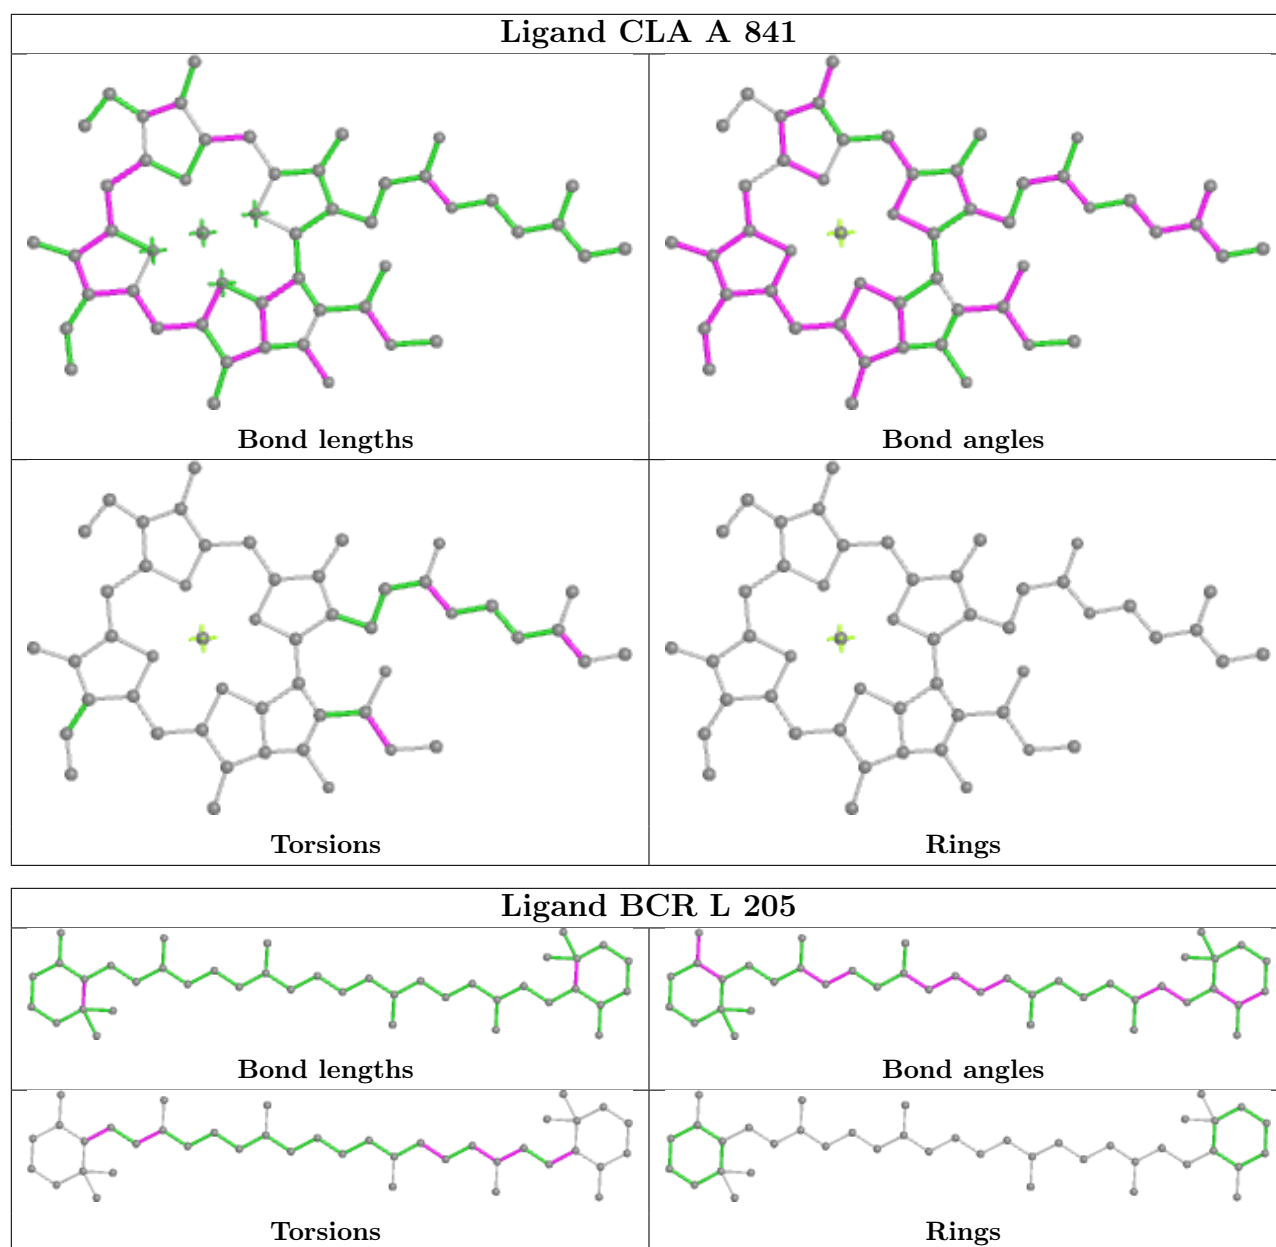 Ligand CLA A 841
Bond lengths
Bond angles
Torsions
Rings
Ligand BCR L 205
Bond lengths
Bond angles
Torsions
Rings